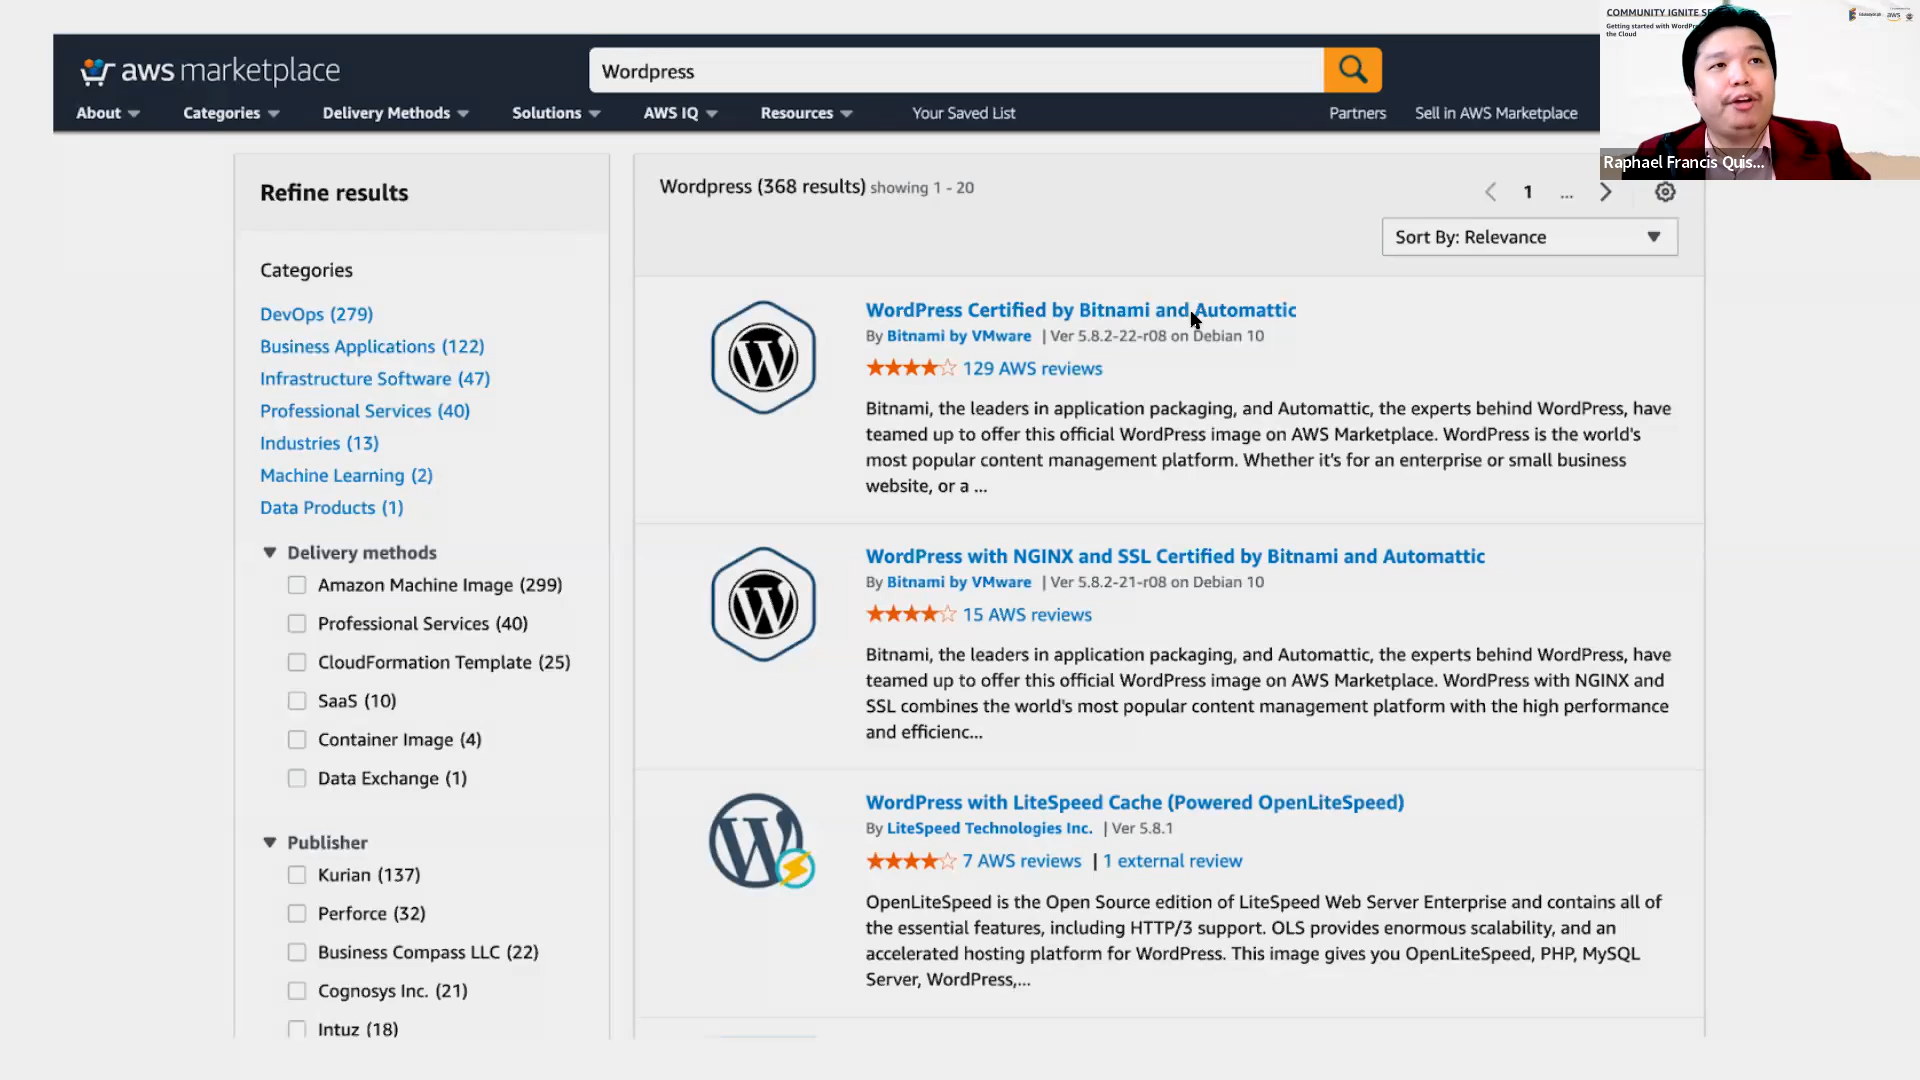 COMMUNITY IGNITE SE
Getting started with WordPr
the Cloud
aws
aws marketplace
Wordpress
About
Categories
Delivery Methods
Solutions
AWS IQ
Resources
Your Saved List
Partners
Sell in AWS Marketplace
Raphael Francis Quis...
Refine results
Categories
DevOps (279)
Business Applications (122)
Infrastructure Software (47)
Professional Services (40)
Industries (13)
Machine Learning (2)
Data Products (1)
Delivery methods
Amazon Machine Image (299)
Professional Services (40)
CloudFormation Template (25)
SaaS (10)
Container Image (4)
Data Exchange (1)
Publisher
Kurian (137)
Perforce (32)
Business Compass LLC (22)
Cognosys Inc. (21)
Intuz (18)
Wordpress (368 results) showing 1 - 20
1 ...
Sort By: Relevance
WordPress Certified by Bitnami and Automattic
By Bitnami by VMware | Ver 5.8.2-22-r08 on Debian 10
129 AWS reviews
Bitnami, the leaders in application packaging, and Automattic, the experts behind WordPress, have
teamed up to offer this official WordPress image on AWS Marketplace. WordPress is the world's
most popular content management platform. Whether it's for an enterprise or small business
website, or a ...
WordPress with NGINX and SSL Certified by Bitnami and Automattic
By Bitnami by VMware | Ver 5.8.2-21-r08 on Debian 10
15 AWS reviews
Bitnami, the leaders in application packaging, and Automattic, the experts behind WordPress, have
teamed up to offer this official WordPress image on AWS Marketplace. WordPress with NGINX and
SSL combines the world's most popular content management platform with the high performance
and efficienc...
WordPress with LiteSpeed Cache (Powered OpenLiteSpeed)
By LiteSpeed Technologies Inc. | Ver 5.8.1
7 AWS reviews | 1 external review
OpenLiteSpeed is the Open Source edition of LiteSpeed Web Server Enterprise and contains all of
the essential features, including HTTP/3 support. OLS provides enormous scalability, and an
accelerated hosting platform for WordPress. This image gives you OpenLiteSpeed, PHP, MySQL
Server, WordPress,...